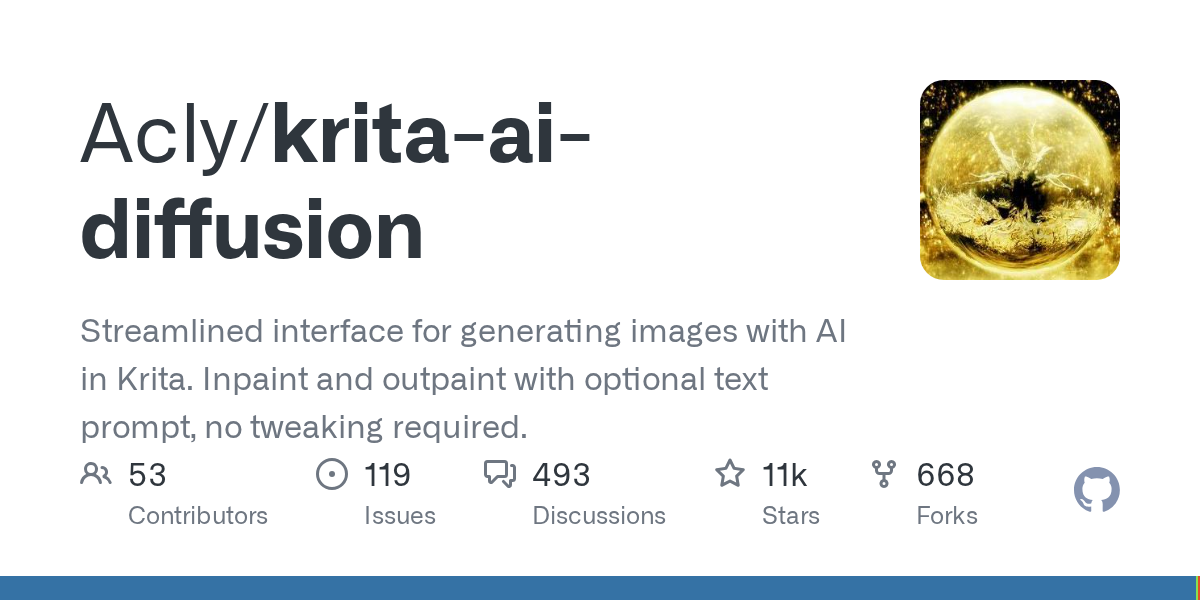 Acly/krita-ai-
diffusion
Streamlined interface for generating images with AI
in Krita. Inpaint and outpaint with optional text
prompt, no tweaking required.
53 119 493 11k 668
Contributors Issues Discussions Stars Forks